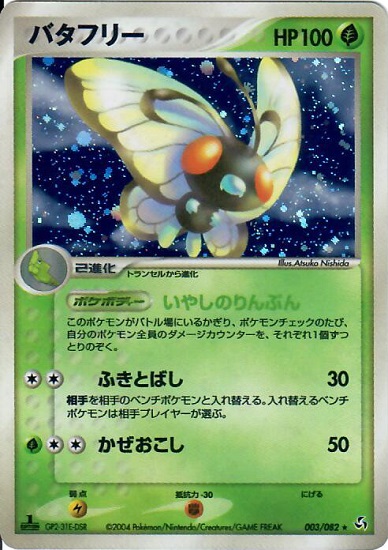 バタフリー HP100
Illus.Atsuko Nishida
2進化
トランセルから進化
ポケボディー いやしのりんぷん
このポケモンがバトル場にいるかぎり、ポケモンチェックのたび、
自分のポケモン全員のダメージカウンターを、それぞれ1個ずつ
とりのぞく。
ふきとばし 30
相手を相手のベンチポケモンと入れ替える。入れ替えるベンチ
ポケモンは相手プレイヤーが選ぶ。
かぜおこし 50
弱点 抵抗力-30 にげる
1 EDITION GP2-31E-DSR ©2004 Pokémon/Nintendo/Creatures/GAME FREAK 003/082 ★